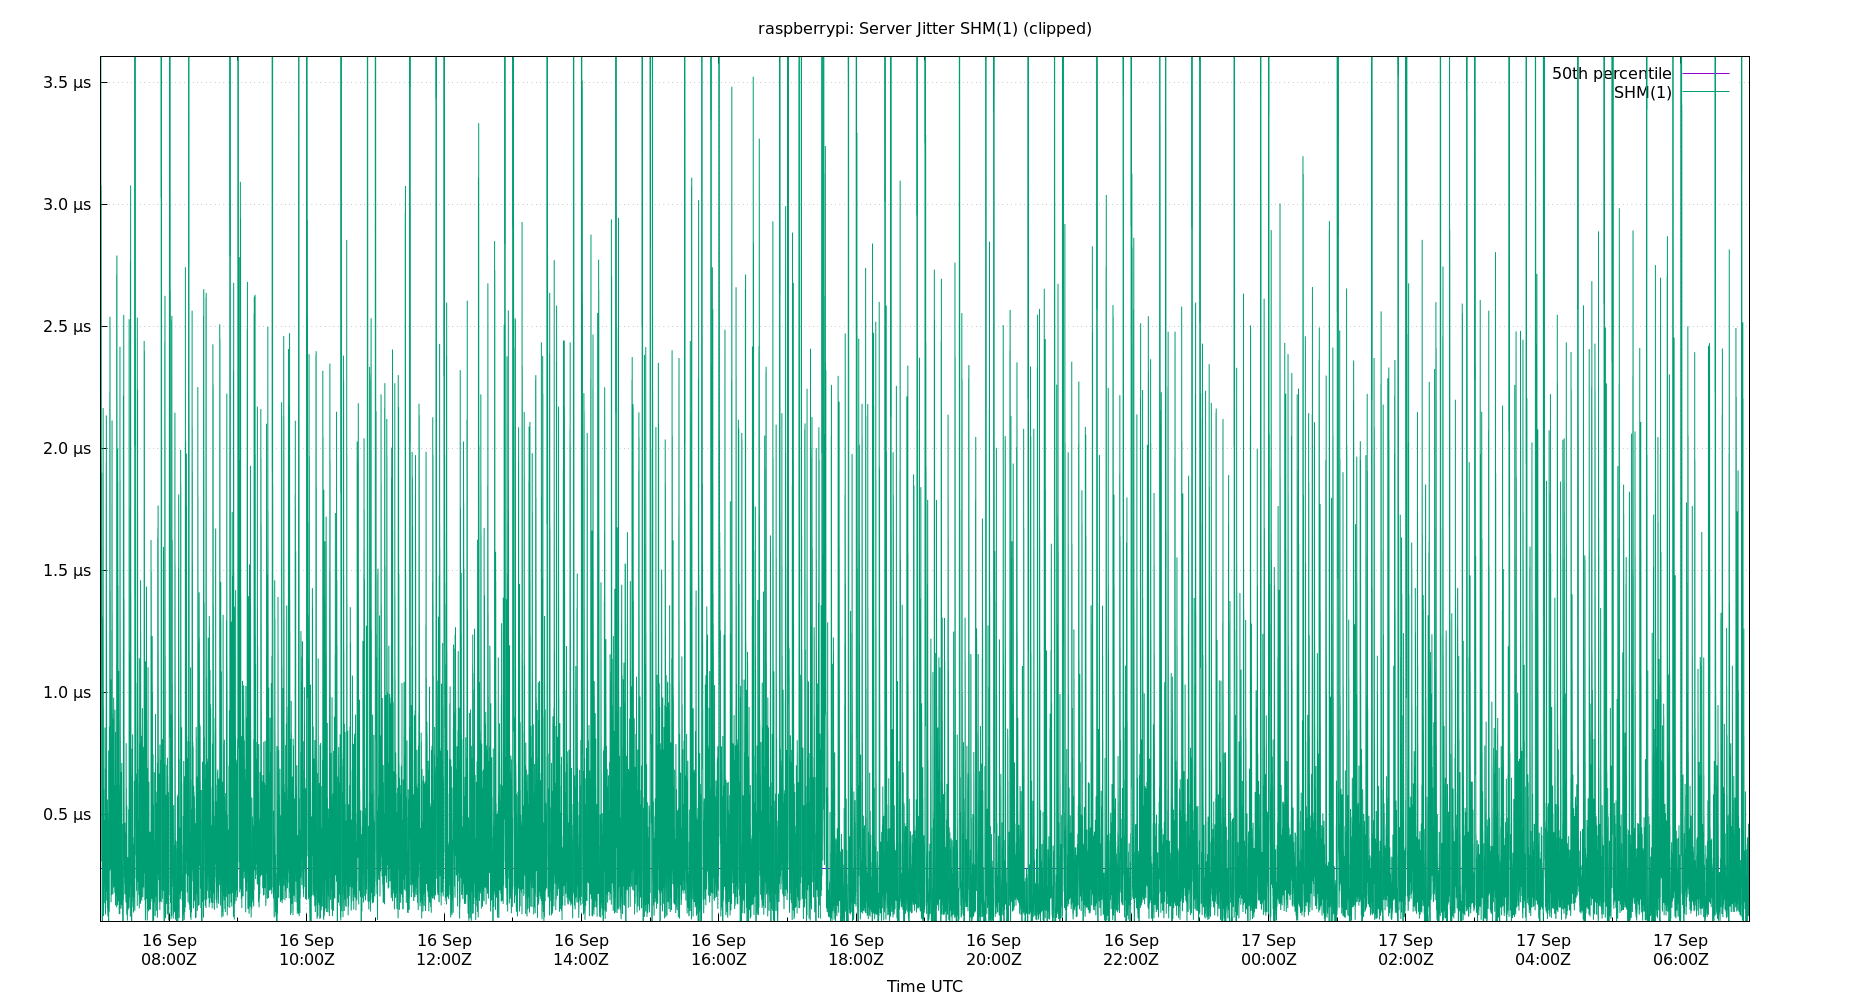 raspberrypi: Server Jitter SHM(1) (clipped)
50th percentile
SHM(1)
3.5 µs
3.0 µs
2.5 µs
2.0 µs
1.5 µs
1.0 µs
0.5 µs
16 Sep 16 Sep 16 Sep 16 Sep 16 Sep 16 Sep 16 Sep 16 Sep 17 Sep 17 Sep 17 Sep 17 Sep
08:00Z 10:00Z 12:00Z 14:00Z 16:00Z 18:00Z 20:00Z 22:00Z 00:00Z 02:00Z 04:00Z 06:00Z
Time UTC